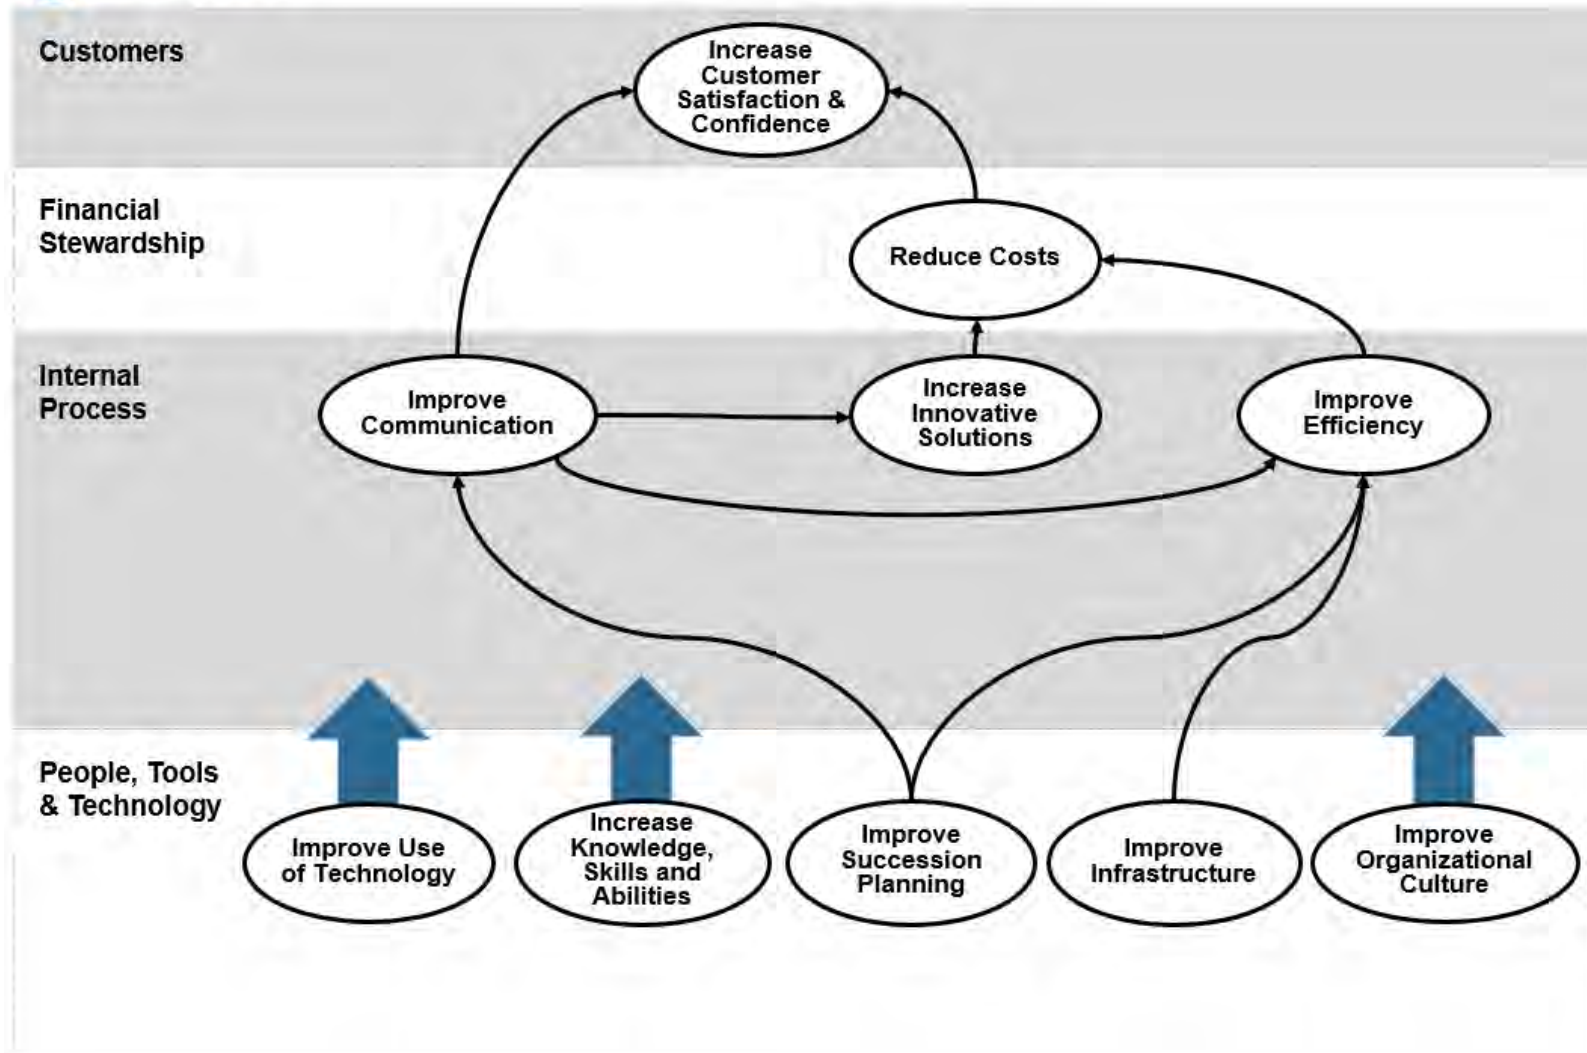 Customers
Increase
Customer
Satisfaction &
Confidence
Financial
Stewardship
Reduce Costs
Internal
Process
Improve
Communication
Increase
Innovative
Solutions
Improve
Efficiency
People, Tools
& Technology
Improve Use
of Technology
Increase
Knowledge,
Skills and
Abilities
Improve
Succession
Planning
Improve
Infrastructure
Improve
Organizational
Culture